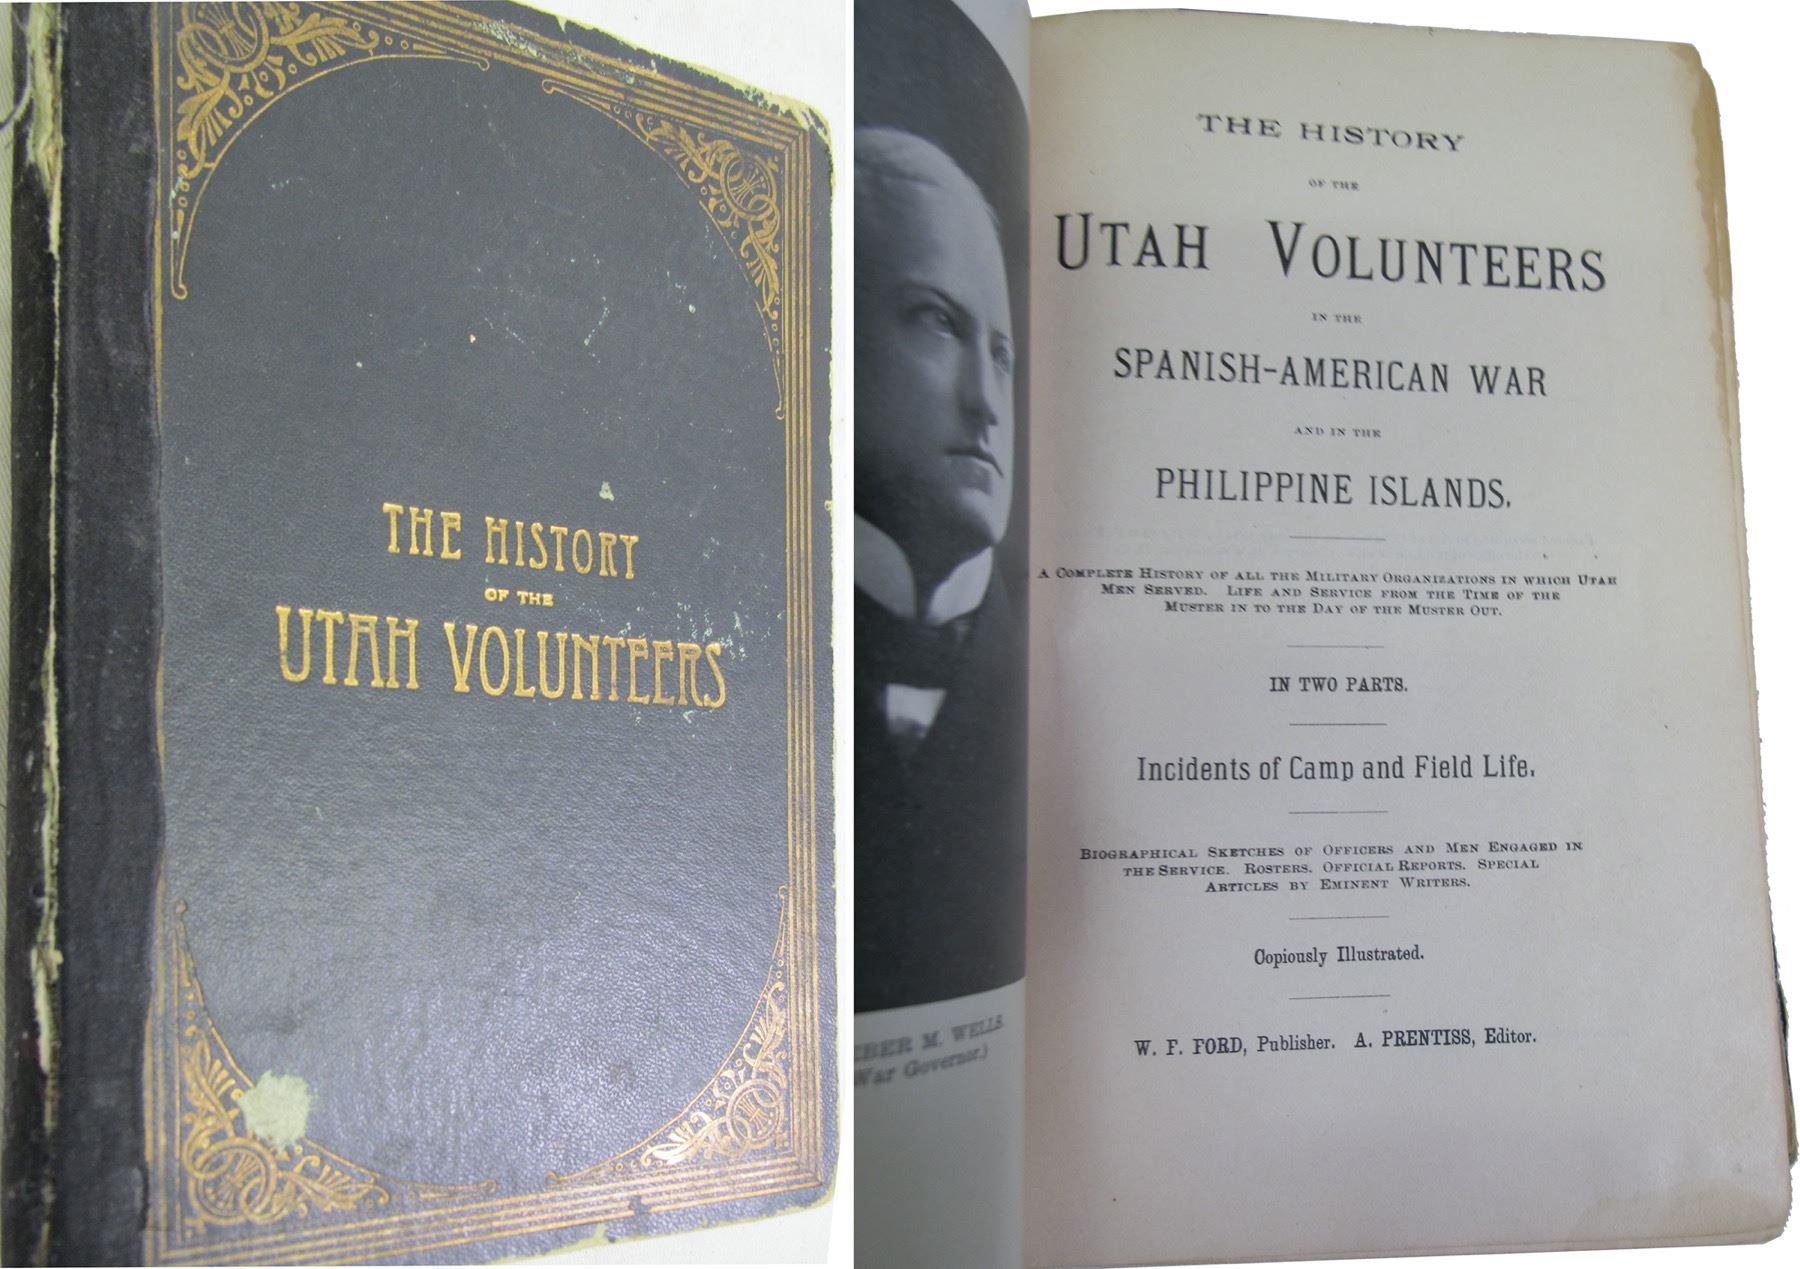 THE HISTORY
OF THE
UTAH VOLUNTEERS
EBER M. WELLS.
War Governor.)
THE HISTORY
OF THE
UTAH VOLUNTEERS
IN THE
SPANISH-AMERICAN WAR
AND IN THE
PHILIPPINE ISLANDS.
A COMPLETE HISTORY OF ALL THE MILITARY ORGANIZATIONS IN WHICH UTAH
MEN SERVED. LIFE AND SERVICE FROM THE TIME OF THE
MUSTER IN TO THE DAY OF THE MUSTER OUT.
IN TWO PARTS.
Incidents of Camp and Field Life.
BIOGRAPHICAL SKETCHES OF OFFICERS AND MEN ENGAGED IN
THE SERVICE. ROSTERS. OFFICIAL REPORTS. SPECIAL
ARTICLES BY EMINENT WRITERS.
Copiously Illustrated.
W. F. FORD, Publisher. A. PRENTISS, Editor.